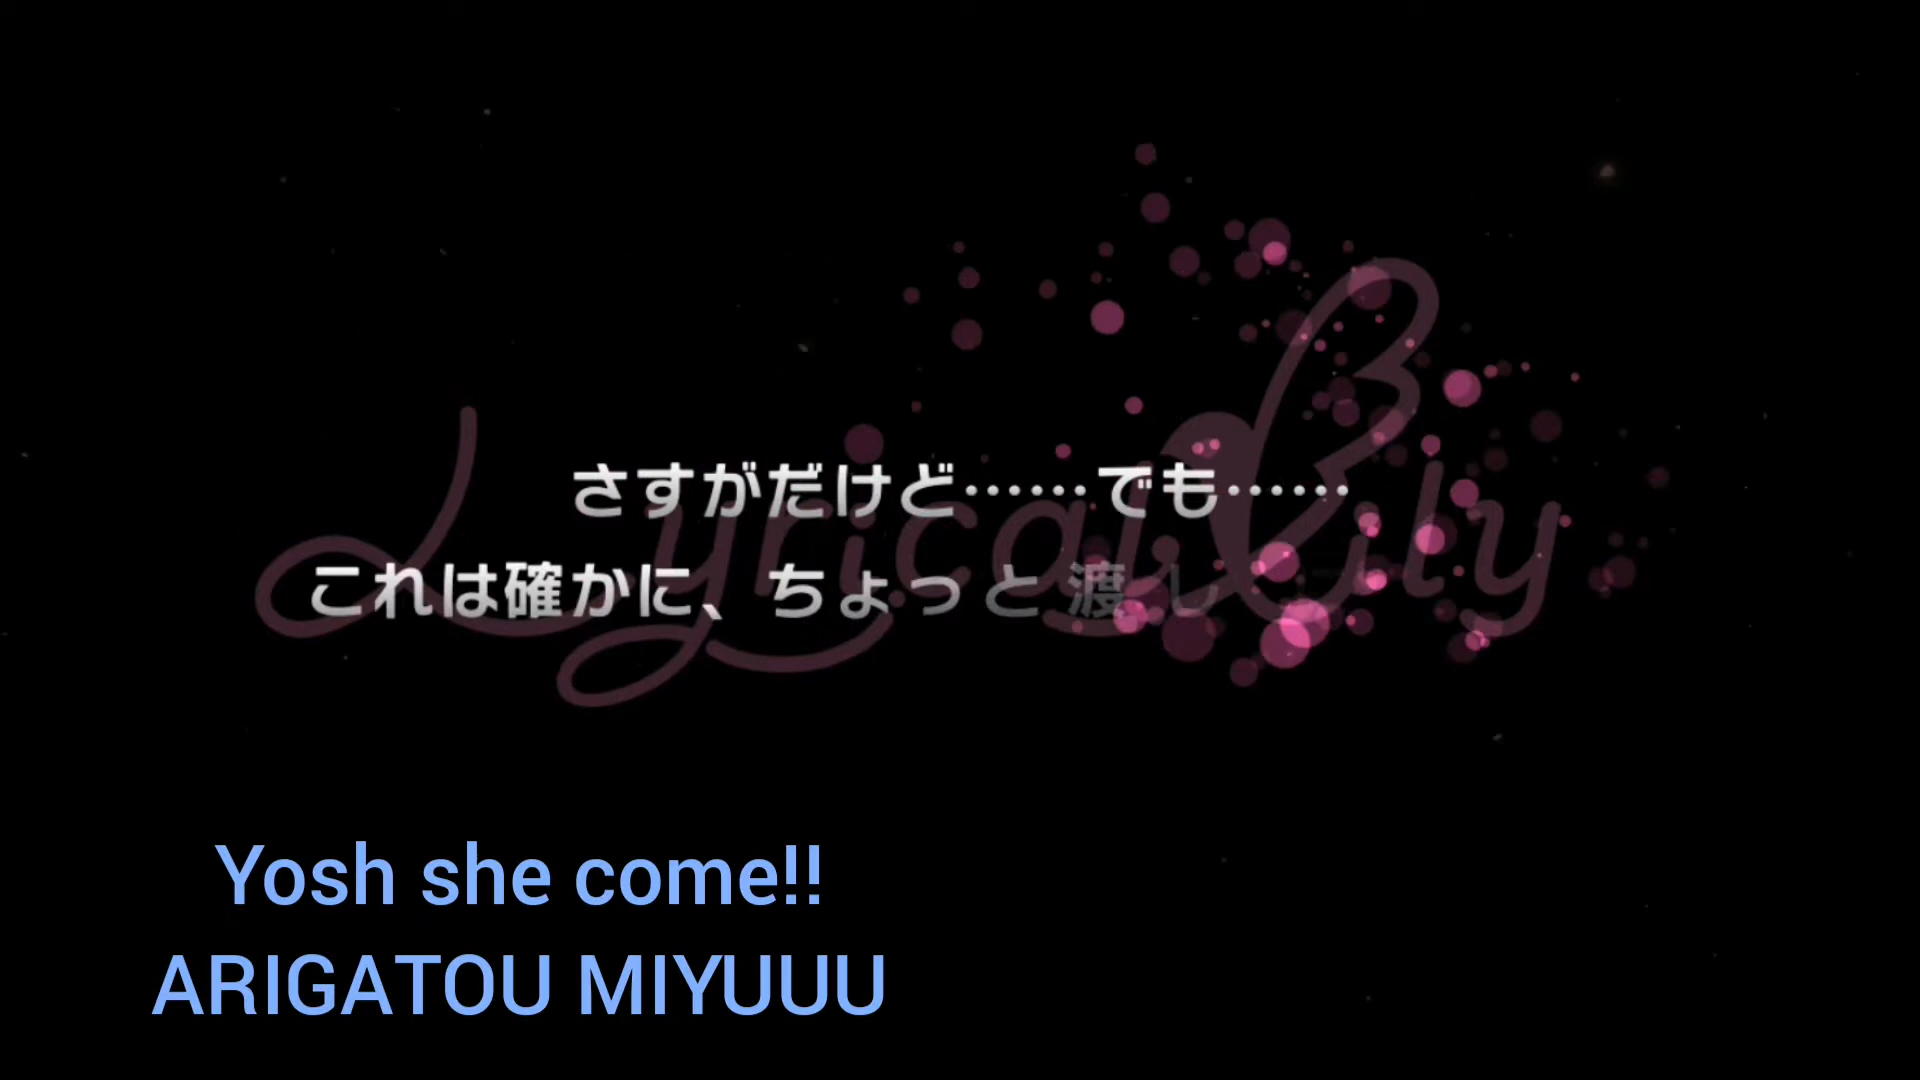 Lyrical Lily
さすがだけど……でも……
これは確かに、ちょっと渡し
Yosh she come!!
ARIGATOU MIYUUU